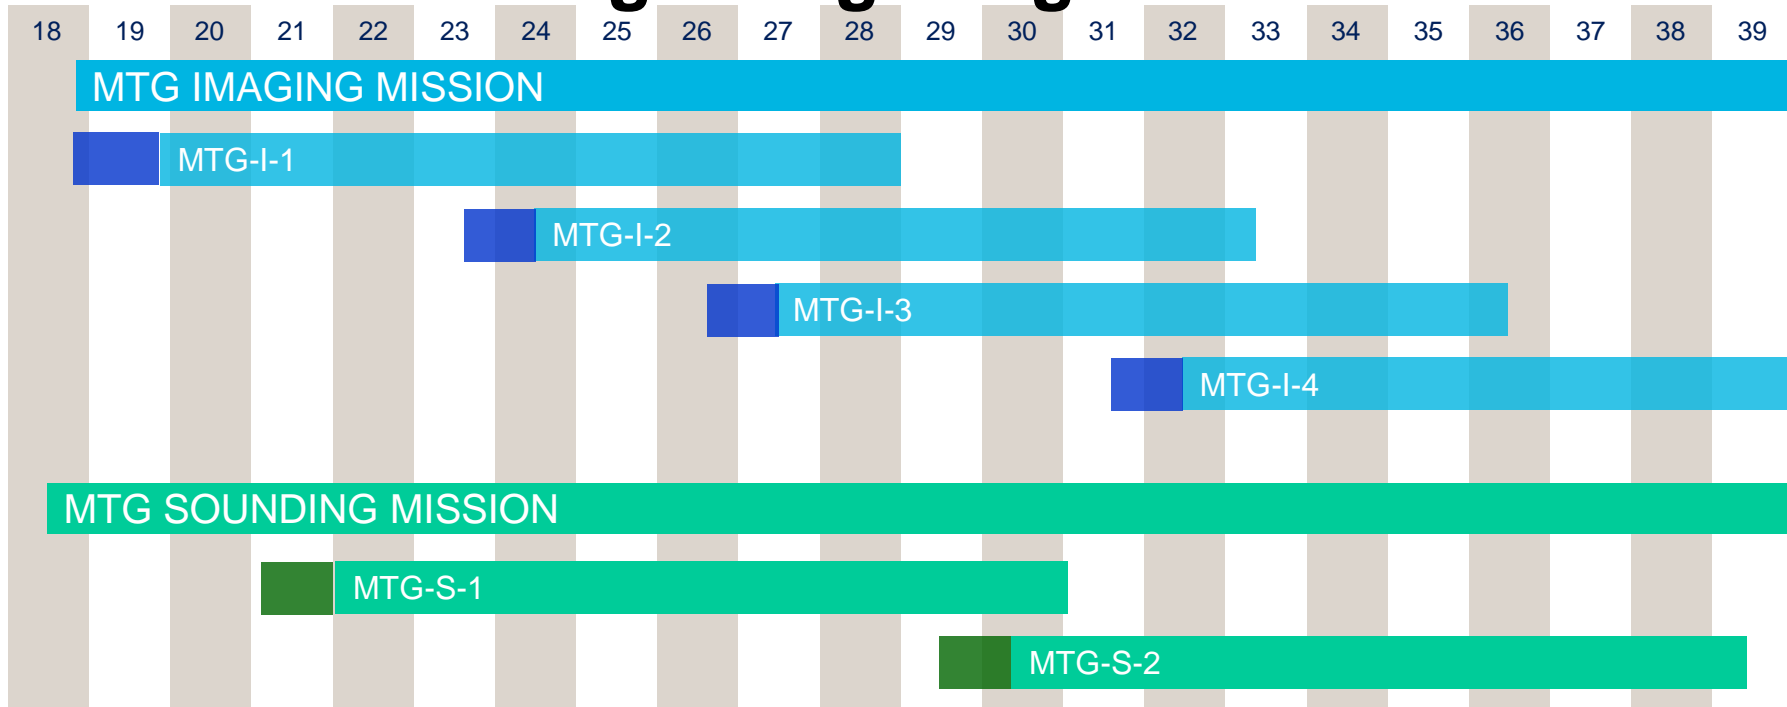 18 19 20 21 22 23 24 25 26 27 28 29 30 31 32 33 34 35 36 37 38 39
MTG IMAGING MISSION
MTG-I-1
MTG-I-2
MTG-I-3
MTG-I-4
MTG SOUNDING MISSION
MTG-S-1
MTG-S-2